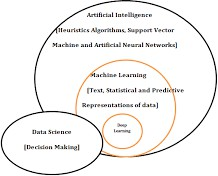 Artificial Intelligence
[Heuristics Algorithms, Support Vector
Machine and Artificial Neural Networks]
Machine Learning
[Text, Statistical and Predictive
Representations of data]
Deep
Learning
Data Science
[Decision Making]